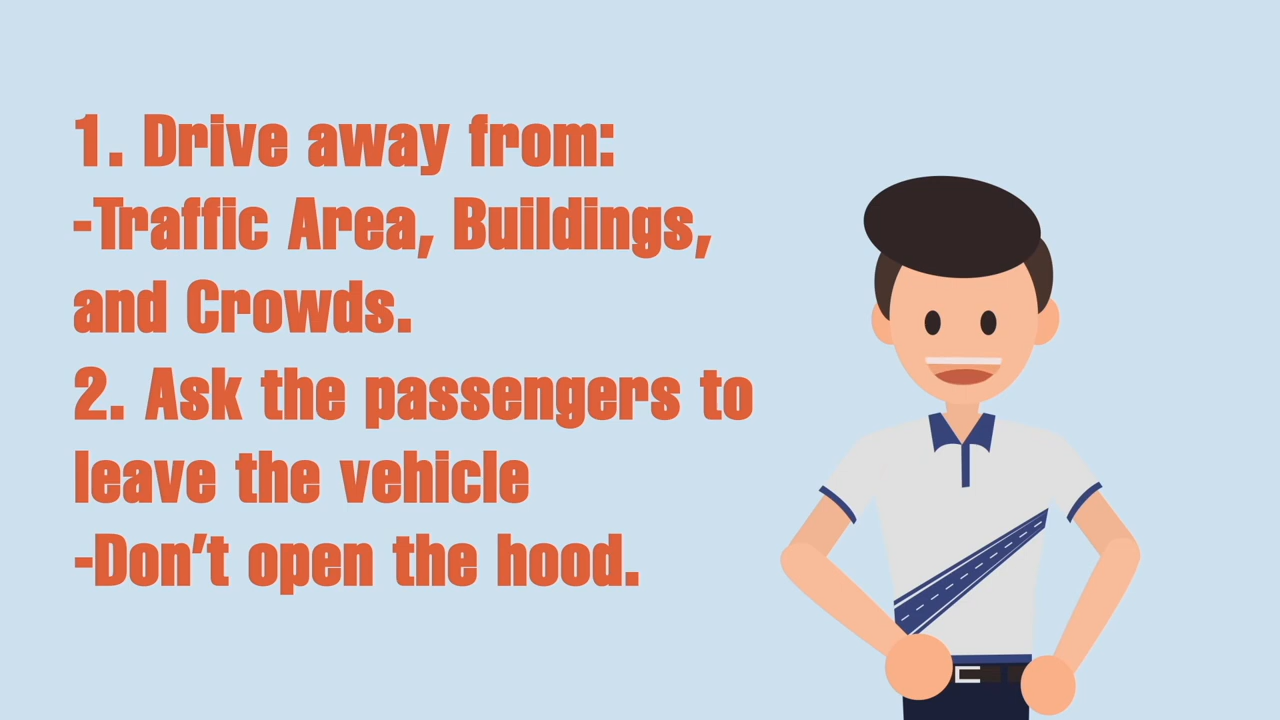 1. Drive away from:
-Traffic Area, Buildings,
and Crowds.
2. Ask the passengers to
leave the vehicle
-Don’t open the hood.